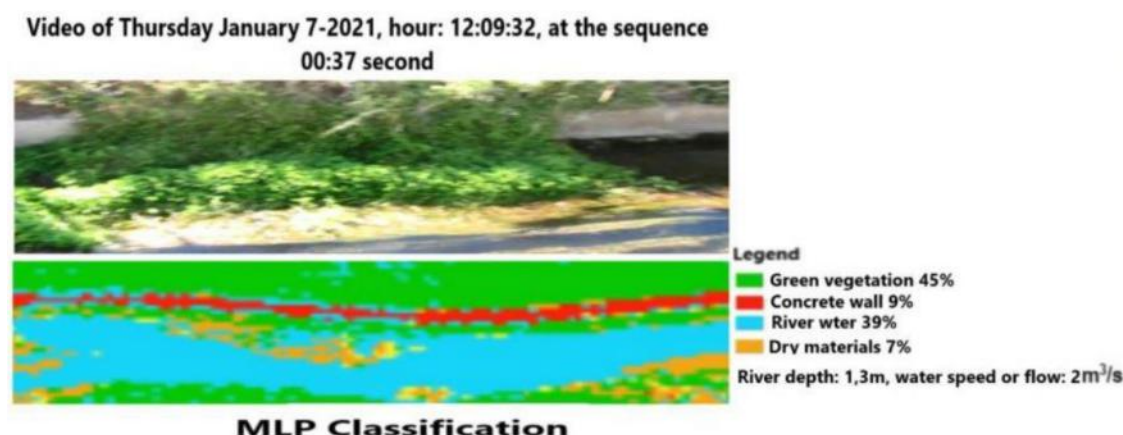 Video of Thursday January 7-2021, hour: 12:09:32, at the sequence
00:37 second
Legend
Green vegetation 45%
Concrete wall 9%
River wter 39%
Dry materials 7%
River depth: 1,3m, water speed or flow: 2m³/s
MLP Classification